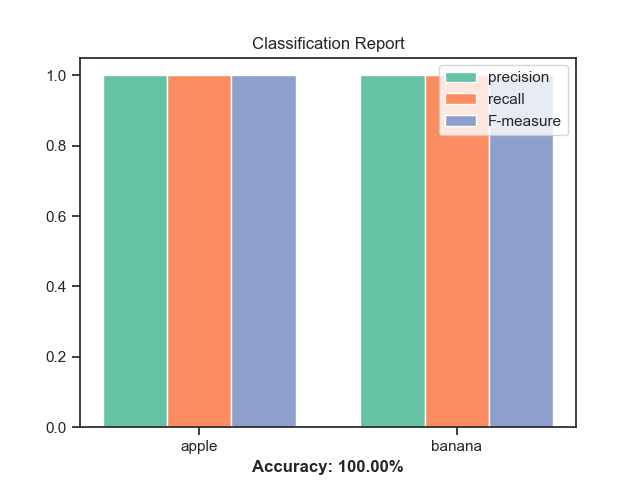 Classification Report
precision
recall
F-measure
1.0
0.8
0.6
0.4
0.2
0.0
apple banana
Accuracy: 100.00%